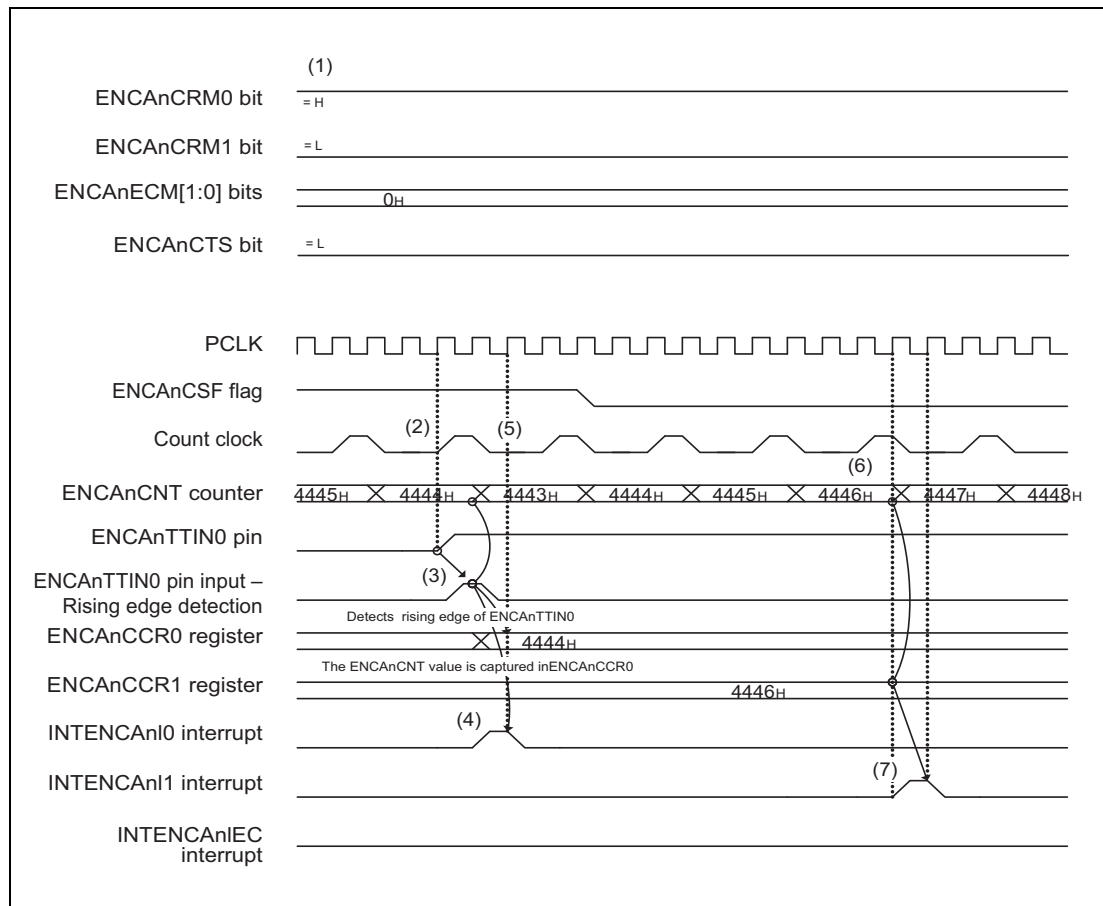 (1)
ENCAnCRM0 bit
= H
ENCAnCRM1 bit
= L
ENCAnECM[1:0] bits
0H
ENCAnCTS bit
= L
PCLK
ENCAnCSF flag
Count clock
(2)
(5)
(6)
ENCAnCNT counter
4445H 4444H 4443H 4444H 4445H 4446H 4447H 4448H
ENCAnTTIN0 pin
(3)
ENCAnTTIN0 pin input –
Rising edge detection
Detects rising edge of ENCAnTTIN0
ENCAnCCR0 register
4444H
The ENCAnCNT value is captured inENCAnCCR0
ENCAnCCR1 register
4446H
INTENCAnI0 interrupt
(4)
INTENCAnI1 interrupt
(7)
INTENCAnIEC
interrupt